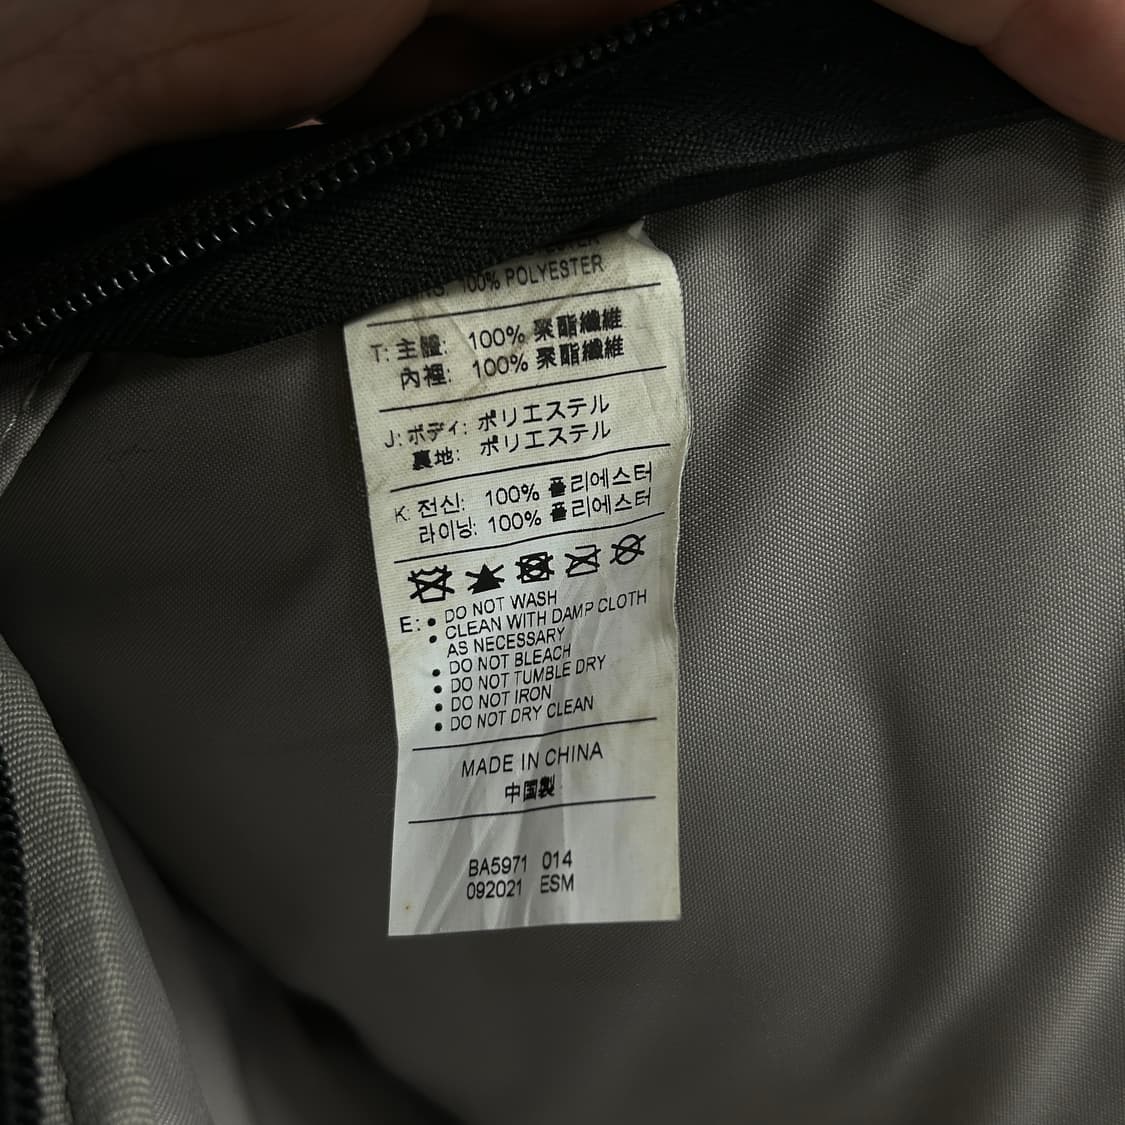 100% POLYESTER
T: 主體: 100% 聚酯纖維
內裡: 100% 聚酯纖維
J: ボディ: ポリエステル
裏地: ポリエステル
K: 전신: 100% 폴리에스터
라이닝: 100% 폴리에스터
E: • DO NOT WASH
• CLEAN WITH DAMP CLOTH
AS NECESSARY
• DO NOT BLEACH
• DO NOT TUMBLE DRY
• DO NOT IRON
• DO NOT DRY CLEAN
MADE IN CHINA
中国製
BA5971 014
092021 ESM